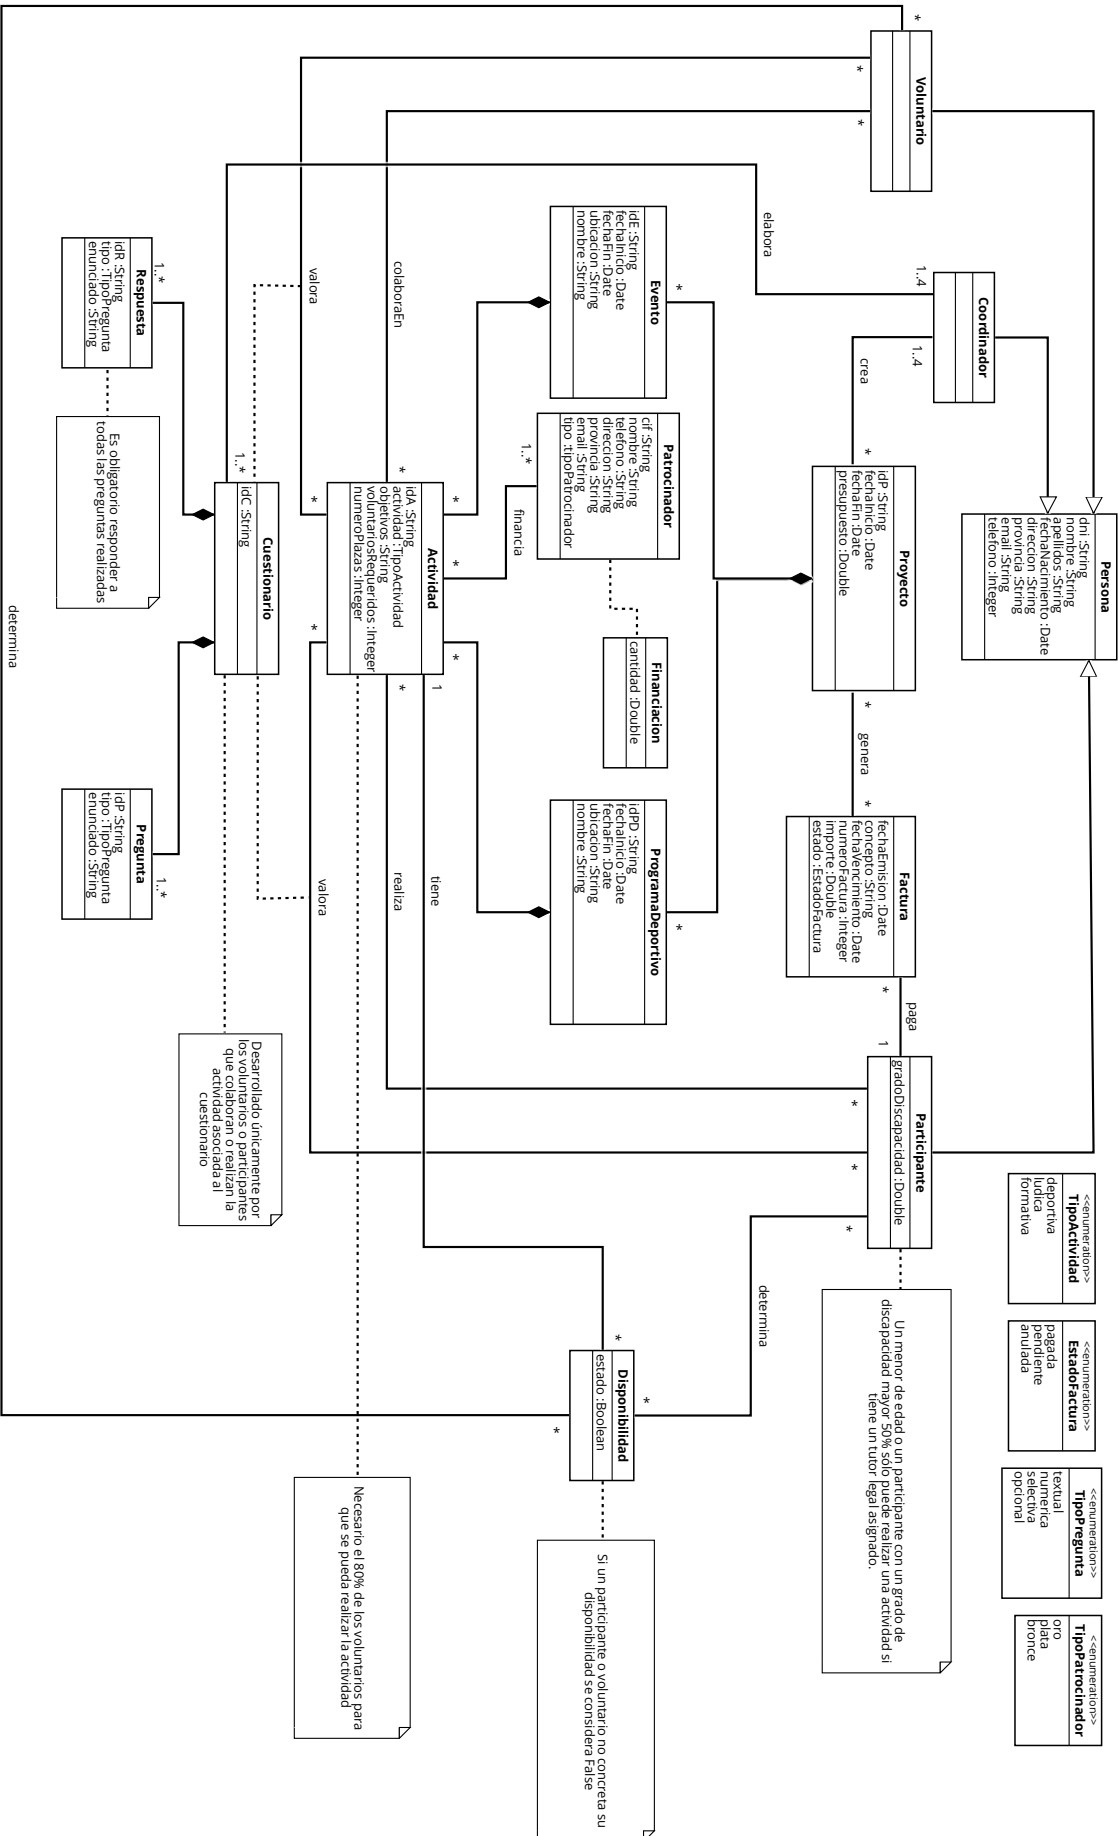 Persona
dni :String
nombre :String
apellidos :String
fechaNacimiento :Date
direccion :String
provincia :String
email :String
telefono :Integer
<<enumeration>>
TipoActividad
deportiva
ludica
formativa
<<enumeration>>
EstadoFactura
pagada
pendiente
anulada
<<enumeration>>
TipoPregunta
textual
numerica
selectiva
opcional
<<enumeration>>
TipoPatrocinador
oro
plata
bronce
Voluntario
*
*
*
Coordinador
1..4
1..4
elabora
crea
*
Proyecto
idP :String
fechaInicio :Date
fechaFin :Date
presupuesto :Double
*
genera
*
Factura
fechaEmision :Date
concepto :String
fechaVencimiento :Date
numeroFactura :Integer
importe :Double
estado :EstadoFactura
*
paga
1
Participante
gradoDiscapacidad :Double
*
*
*
Un menor de edad o un participante con un grado de
discapacidad mayor 50% sólo puede realizar una actividad si
tiene un tutor legal asignado.
determina
*
Evento
idE :String
fechaInicio :Date
fechaFin :Date
ubicacion :String
nombre :String
Patrocinador
cif :String
nombre :String
telefono :String
direccion :String
provincia :String
email :String
tipo :tipoPatrocinador
1..*
financia
Financiacion
cantidad :Double
*
ProgramaDeportivo
idPD :String
fechaInicio :Date
fechaFin :Date
ubicacion :String
nombre :String
*
*
*
Disponibilidad
estado :Boolean
Si un participante o voluntario no concreta su
disponibilidad se considera False
*
*
*
Actividad
idA :String
actividad :TipoActividad
objetivos :String
voluntariosRequeridos :Integer
numeroPlazas :Integer
1
tiene
colaboraEn
*
*
realiza
valora
*
*
valora
Necesario el 80% de los voluntarios para
que se pueda realizar la actividad
1..*
Cuestionario
idC :String
Desarrollado únicamente por
los voluntarios o participantes
que colaboran o realizan la
actividad asociada al
cuestionario
1..*
Respuesta
idR :String
tipo :TipoPregunta
enunciado :String
Es obligatorio responder a
todas las preguntas realizadas
Pregunta
idP :String
tipo :TipoPregunta
enunciado :String
1..*
determina